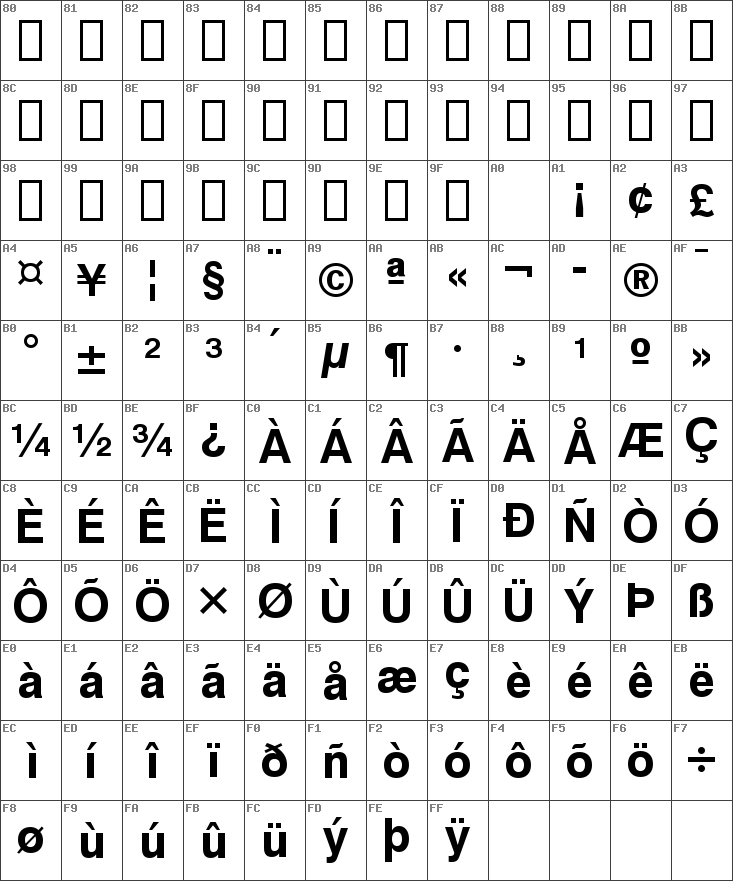 80 81 82 83 84 85 86 87 88 89 8A 8B
8C 8D 8E 8F 90 91 92 93 94 95 96 97
98 99 9A 9B 9C 9D 9E 9F A0 A1 A2 A3
¡ ¢ £
A4 A5 A6 A7 A8 A9 AA AB AC AD AE AF
¤ ¥ ¦ § ¨ © ª « ¬ - ® ¯
B0 B1 B2 B3 B4 B5 B6 B7 B8 B9 BA BB
° ± ² ³ ´ µ ¶ · ¸ ¹ º »
BC BD BE BF C0 C1 C2 C3 C4 C5 C6 C7
¼ ½ ¾ ¿ À Á Â Ã Ä Å Æ Ç
C8 C9 CA CB CC CD CE CF D0 D1 D2 D3
È É Ê Ë Ì Í Î Ï Ð Ñ Ò Ó
D4 D5 D6 D7 D8 D9 DA DB DC DD DE DF
Ô Õ Ö × Ø Ù Ú Û Ü Ý Þ ß
E0 E1 E2 E3 E4 E5 E6 E7 E8 E9 EA EB
à á â ã ä å æ ç è é ê ë
EC ED EE EF F0 F1 F2 F3 F4 F5 F6 F7
ì í î ï ð ñ ò ó ô õ ö ÷
F8 F9 FA FB FC FD FE FF
ø ù ú û ü ý þ ÿ